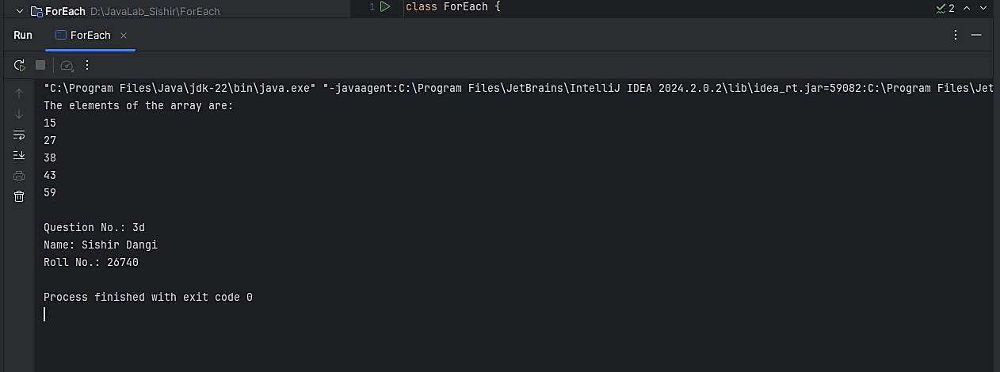 ForEach D:\JavaLab_Sishir\ForEach
1 class ForEach {
2
Run ForEach
"C:\Program Files\Java\jdk-22\bin\java.exe" "-javaagent:C:\Program Files\JetBrains\IntelliJ IDEA 2024.2.0.2\lib\idea_rt.jar=59082:C:\Program Files\Jet
The elements of the array are:
15
27
38
43
59
Question No.: 3d
Name: Sishir Dangi
Roll No.: 26740
Process finished with exit code 0